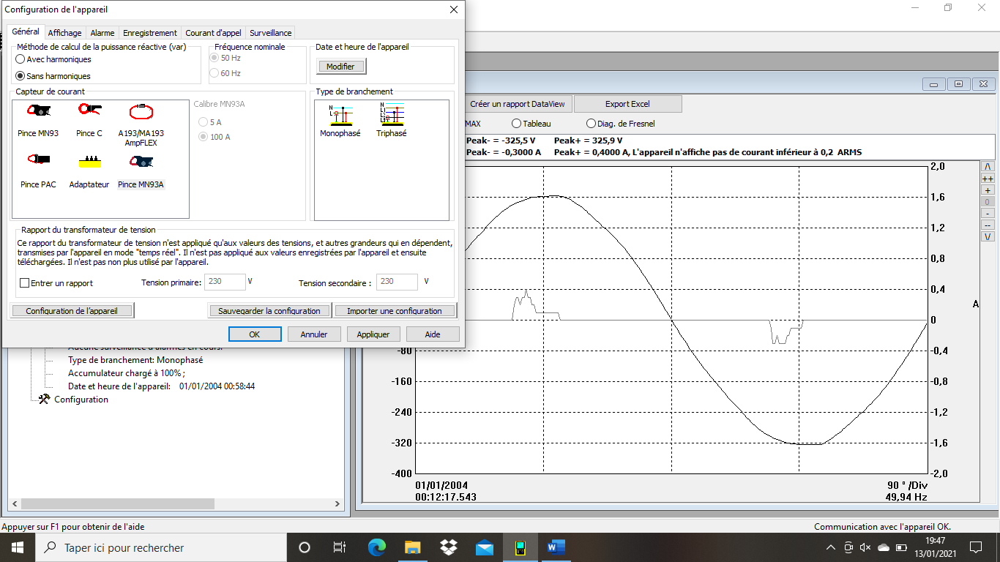 Configuration de l'appareil
Général Affichage Alarme Enregistrement Courant d'appel Surveillance
Méthode de calcul de la puissance réactive (var)
Avec harmoniques
Sans harmoniques
Fréquence nominale
50 Hz
60 Hz
Date et heure de l'appareil
Modifier
Capteur de courant
Pince MN93
Pince C
A193/MA193
AmpFLEX
Pince PAC
Adaptateur
Pince MN93A
Calibre MN93A
5 A
100 A
Type de branchement
Monophasé
Triphasé
Rapport du transformateur de tension
Ce rapport du transformateur de tension n'est appliqué qu'aux valeurs des tensions, et autres grandeurs qui en dépendent,
transmises par l'appareil en mode "temps réel". Il n'est pas appliqué aux valeurs enregistrées par l'appareil et ensuite
téléchargées. Il n'est pas non plus utilisé par l'appareil.
Entrer un rapport
Tension primaire: 230 V
Tension secondaire : 230 V
Configuration de l'appareil
Sauvegarder la configuration
Importer une configuration
OK
Annuler
Appliquer
Aide
Créer un rapport DataView
Export Excel
MAX
Tableau
Diag. de Fresnel
Peak- = -325,5 V Peak+ = 325,9 V
Peak- = -0,3000 A Peak+ = 0,4000 A, L'appareil n'affiche pas de courant inférieur à 0,2 ARMS
2,0
1,6
1,2
0,8
0,4
0
-0,4
-0,8
-1,2
-1,6
-2,0
A
/\
++
+
0
-
--
\/
-80
-160
-240
-320
-400
01/01/2004
00:12:17.543
90 °/Div
49,94 Hz
Aucune surveillance d'alarmes en cours.
Type de branchement: Monophasé
Accumulateur chargé à 100% ;
Date et heure de l'appareil: 01/01/2004 00:58:44
Configuration
Appuyer sur F1 pour obtenir de l'aide
Communication avec l'appareil OK.
Taper ici pour rechercher
19:47
13/01/2021